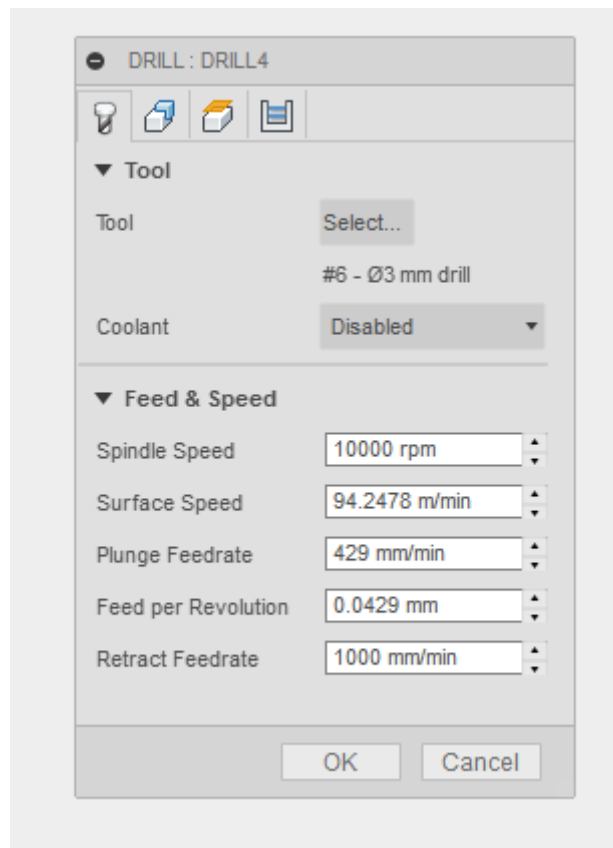 DRILL : DRILL4
Tool
Tool Select...
#6 - Ø3 mm drill
Coolant Disabled
Feed & Speed
Spindle Speed 10000 rpm
Surface Speed 94.2478 m/min
Plunge Feedrate 429 mm/min
Feed per Revolution 0.0429 mm
Retract Feedrate 1000 mm/min
OK Cancel